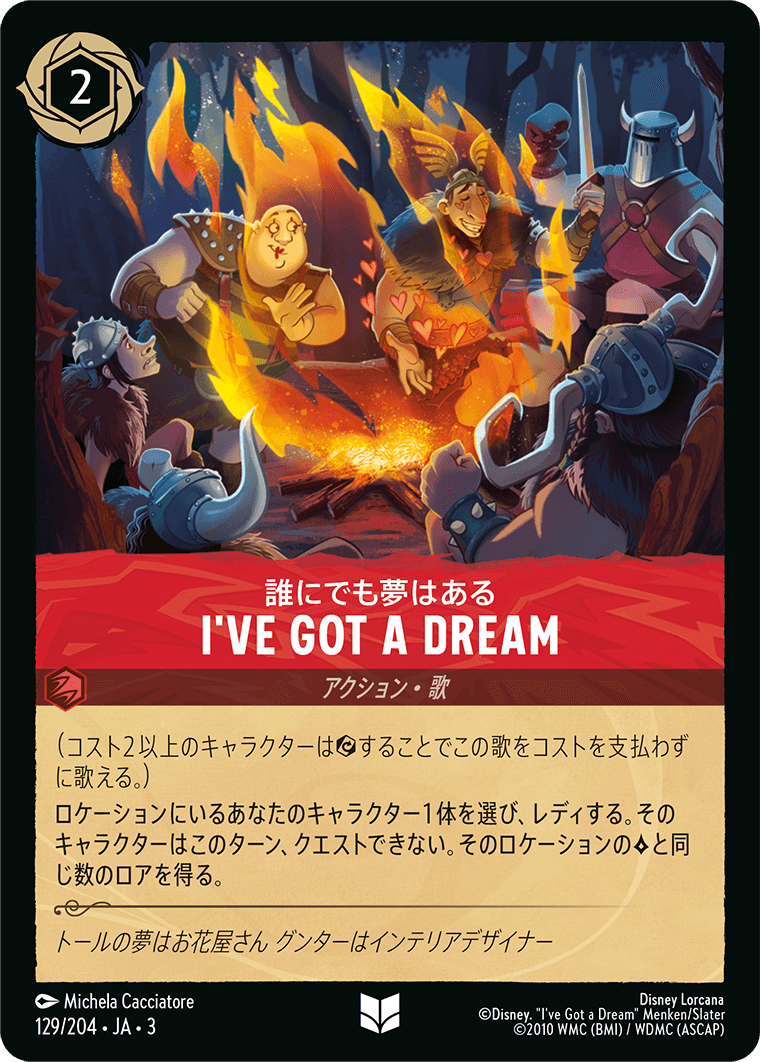 2
誰にでも夢はある
I'VE GOT A DREAM
アクション • 歌
(コスト2以上のキャラクターは することでこの歌をコストを支払わず
に歌える。)
ロケーションにいるあなたのキャラクター1体を選び、レディする。その
キャラクターはこのターン、クエストできない。そのロケーションの と同
じ数のロアを得る。
トールの夢はお花屋さん グンターはインテリアデザイナー
Michela Cacciatore
129/204 • JA • 3
Disney Lorcana
©Disney. "I've Got a Dream" Menken/Slater
©2010 WMC (BMI) / WDMC (ASCAP)